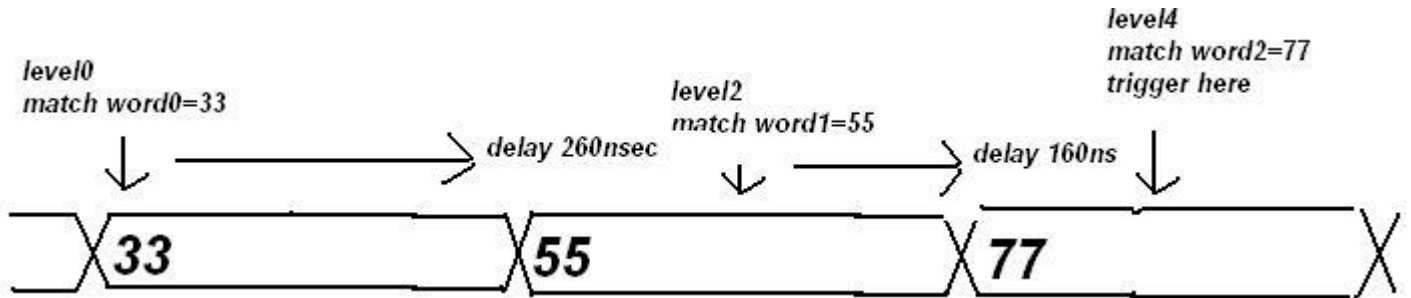 level0
match word0=33
delay 260nsec
level2
match word1=55
delay 160ns
level4
match word2=77
trigger here
33
55
77